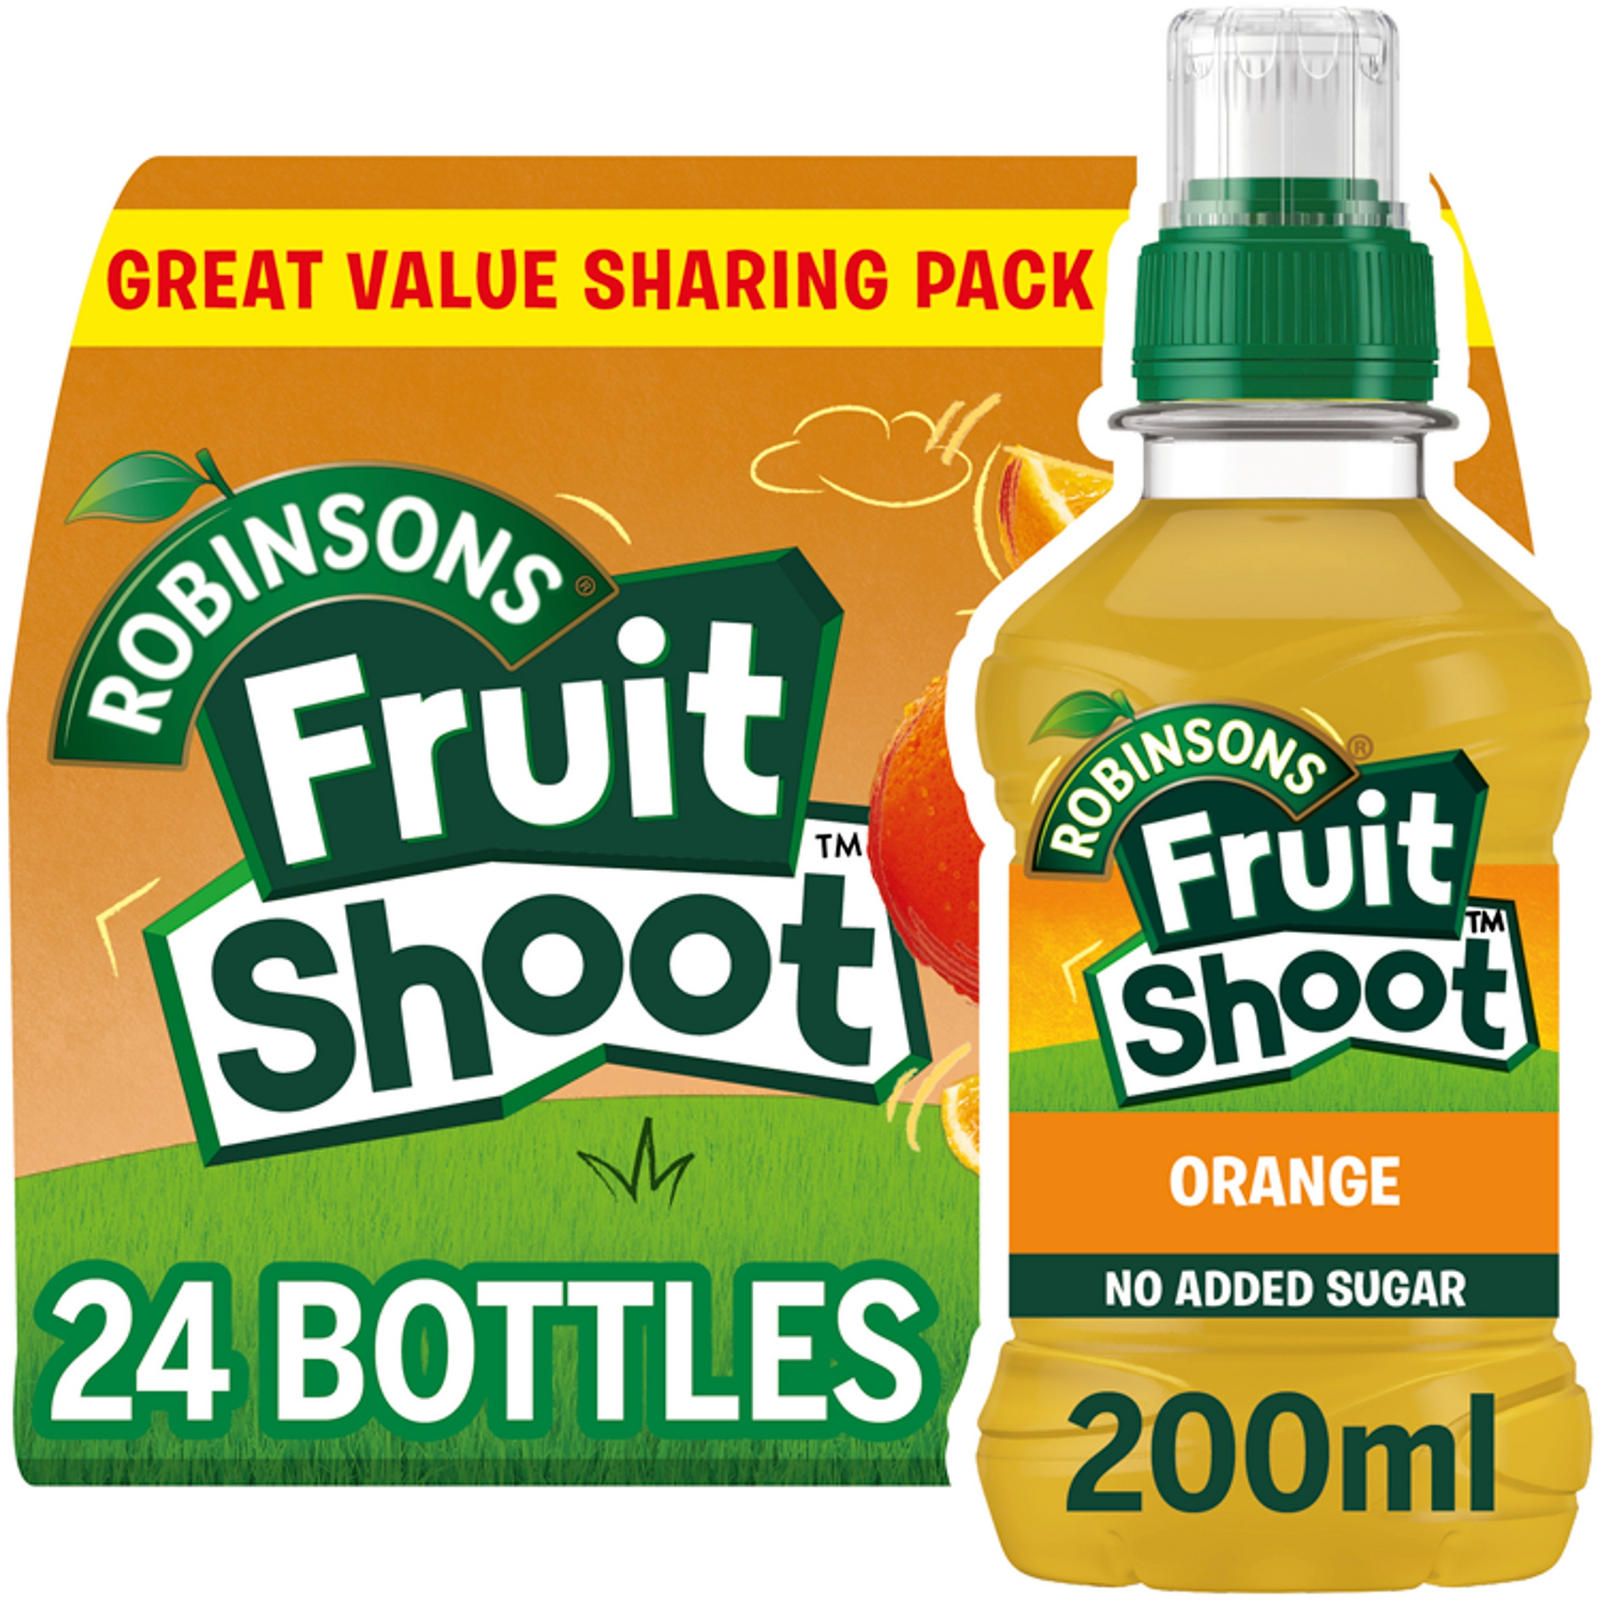 GREAT VALUE SHARING PACK
ROBINSONS®
Fruit
Shoot™
24 BOTTLES
ROBINSONS®
Fruit
Shoot™
ORANGE
NO ADDED SUGAR
200ml